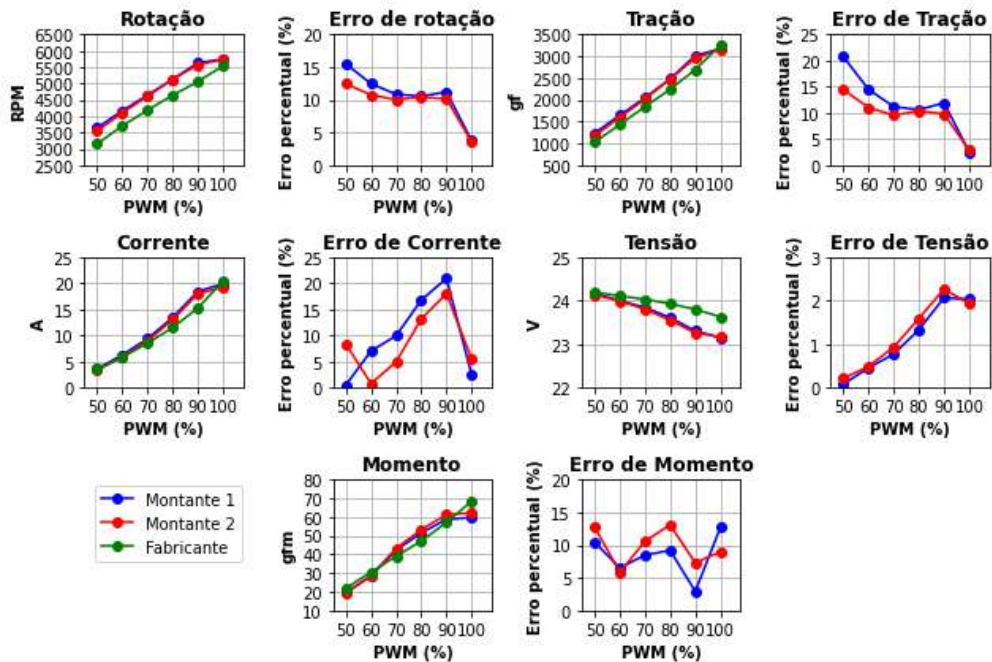 Rotação
RPM
6500
6000
5500
5000
4500
4000
3500
3000
2500
50 60 70 80 90 100
PWM (%)
Erro de rotação
Erro percentual (%)
20
15
10
5
0
50 60 70 80 90 100
PWM (%)
Tração
gf
3500
3000
2500
2000
1500
1000
500
50 60 70 80 90 100
PWM (%)
Erro de Tração
Erro percentual (%)
25
20
15
10
5
0
50 60 70 80 90 100
PWM (%)
Corrente
A
25
20
15
10
5
0
50 60 70 80 90 100
PWM (%)
Erro de Corrente
Erro percentual (%)
25
20
15
10
5
0
50 60 70 80 90 100
PWM (%)
Tensão
V
25
24
23
22
50 60 70 80 90 100
PWM (%)
Erro de Tensão
Erro percentual (%)
3
2
1
0
50 60 70 80 90 100
PWM (%)
Montante 1
Montante 2
Fabricante
Momento
gfm
80
70
60
50
40
30
20
10
50 60 70 80 90 100
PWM (%)
Erro de Momento
Erro percentual (%)
20
15
10
5
0
50 60 70 80 90 100
PWM (%)